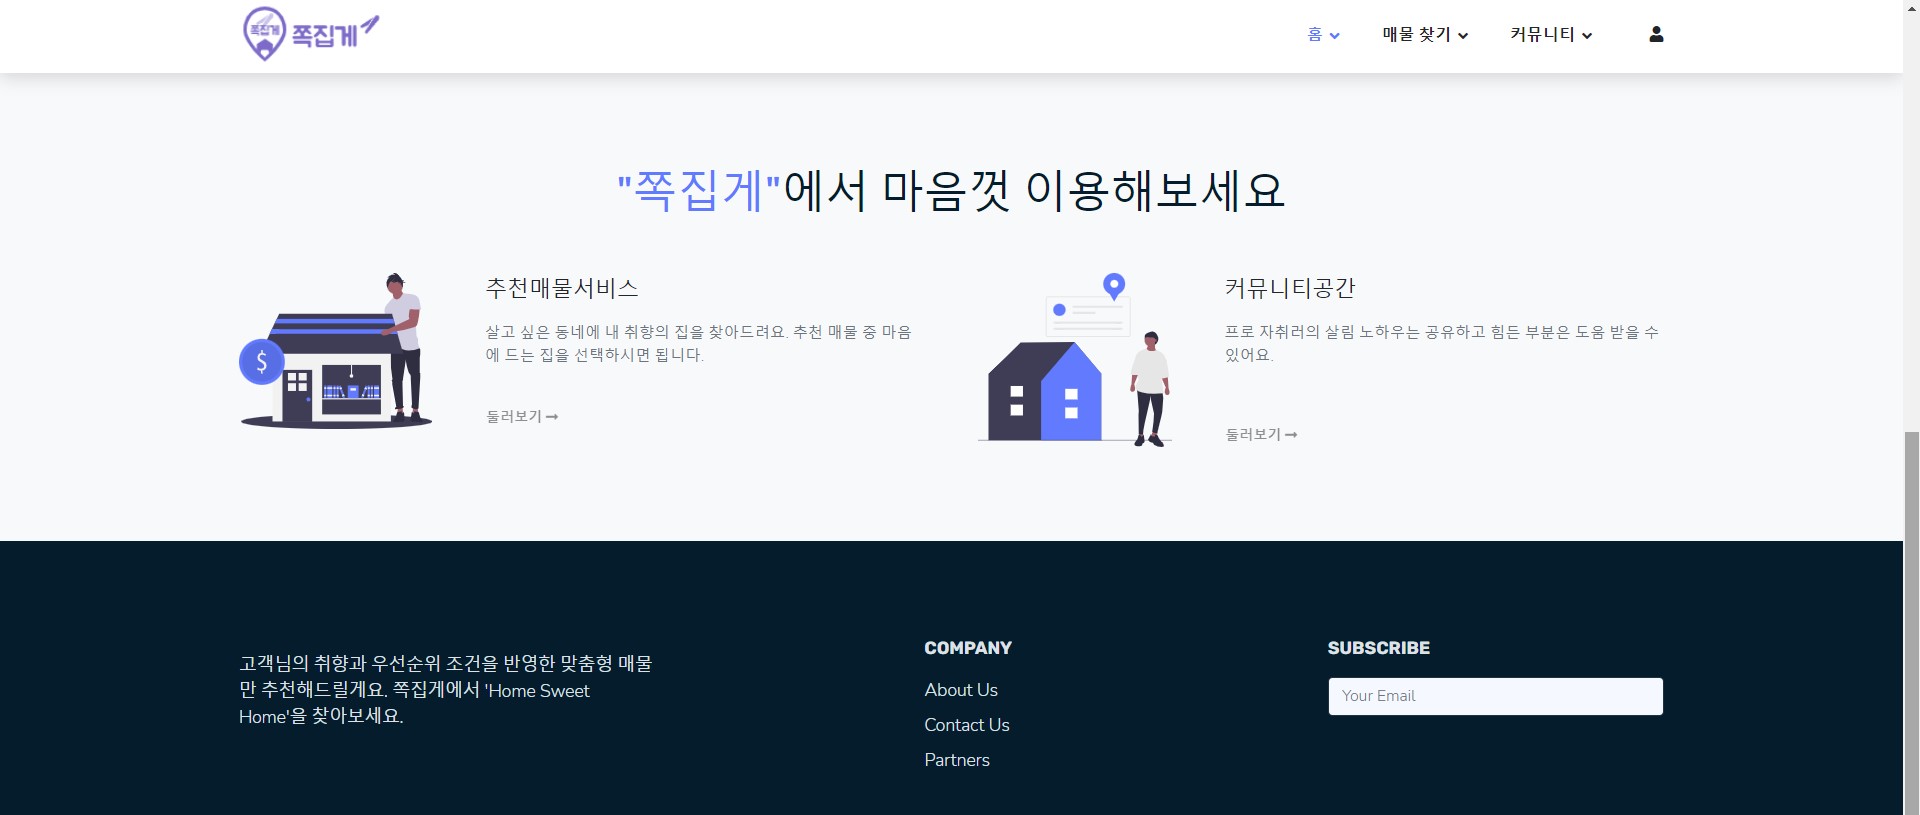 쪽집게 쪽집게
홈 매물 찾기 커뮤니티
"쪽집게"에서 마음껏 이용해보세요
추천매물서비스
살고 싶은 동네에 내 취향의 집을 찾아드려요. 추천 매물 중 마음
에 드는 집을 선택하시면 됩니다.
둘러보기
$
커뮤니티공간
프로 자취러의 살림 노하우는 공유하고 힘든 부분은 도움 받을 수
있어요.
둘러보기
고객님의 취향과 우선순위 조건을 반영한 맞춤형 매물
만 추천해드릴게요. 쪽집게에서 'Home Sweet
Home'을 찾아보세요.
COMPANY
About Us
Contact Us
Partners
SUBSCRIBE
Your Email